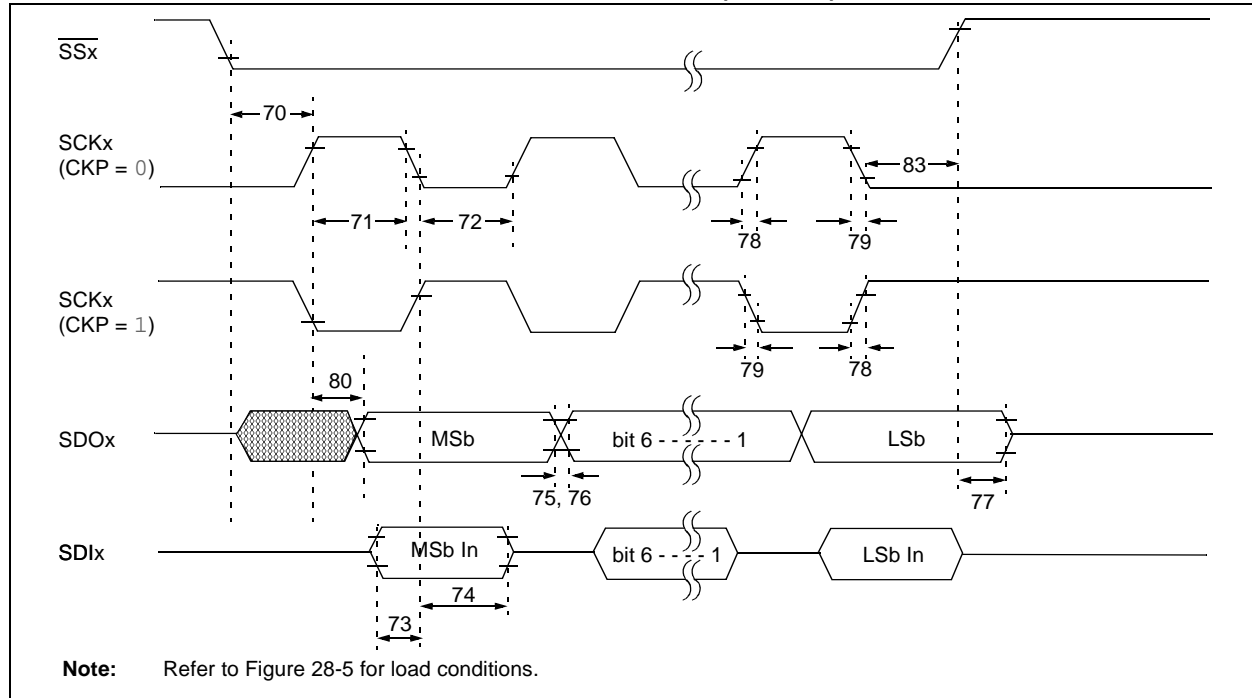 SSx
70
SCKx
(CKP = 0)
83
71
72
78
79
SCKx
(CKP = 1)
79
78
80
SDOx
MSb
bit 6 - - - - - - 1
LSb
75, 76
77
SDIx
MSb In
bit 6 - - - - 1
LSb In
74
73
Note: Refer to Figure 28-5 for load conditions.